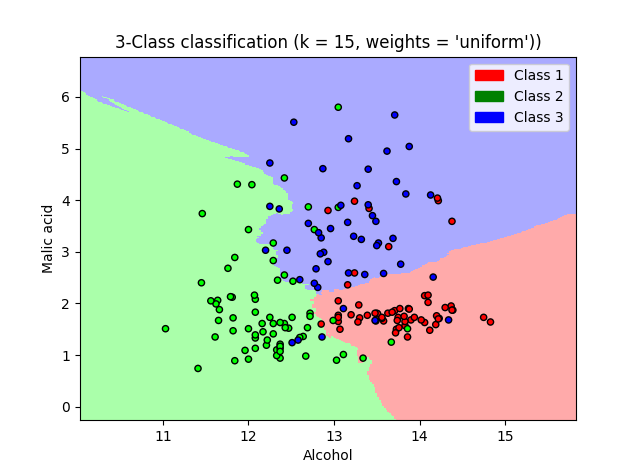 3-Class classification (k = 15, weights = 'uniform'))
Class 1
Class 2
Class 3
6
5
4
3
2
1
0
Malic acid
11
12
13
14
15
Alcohol